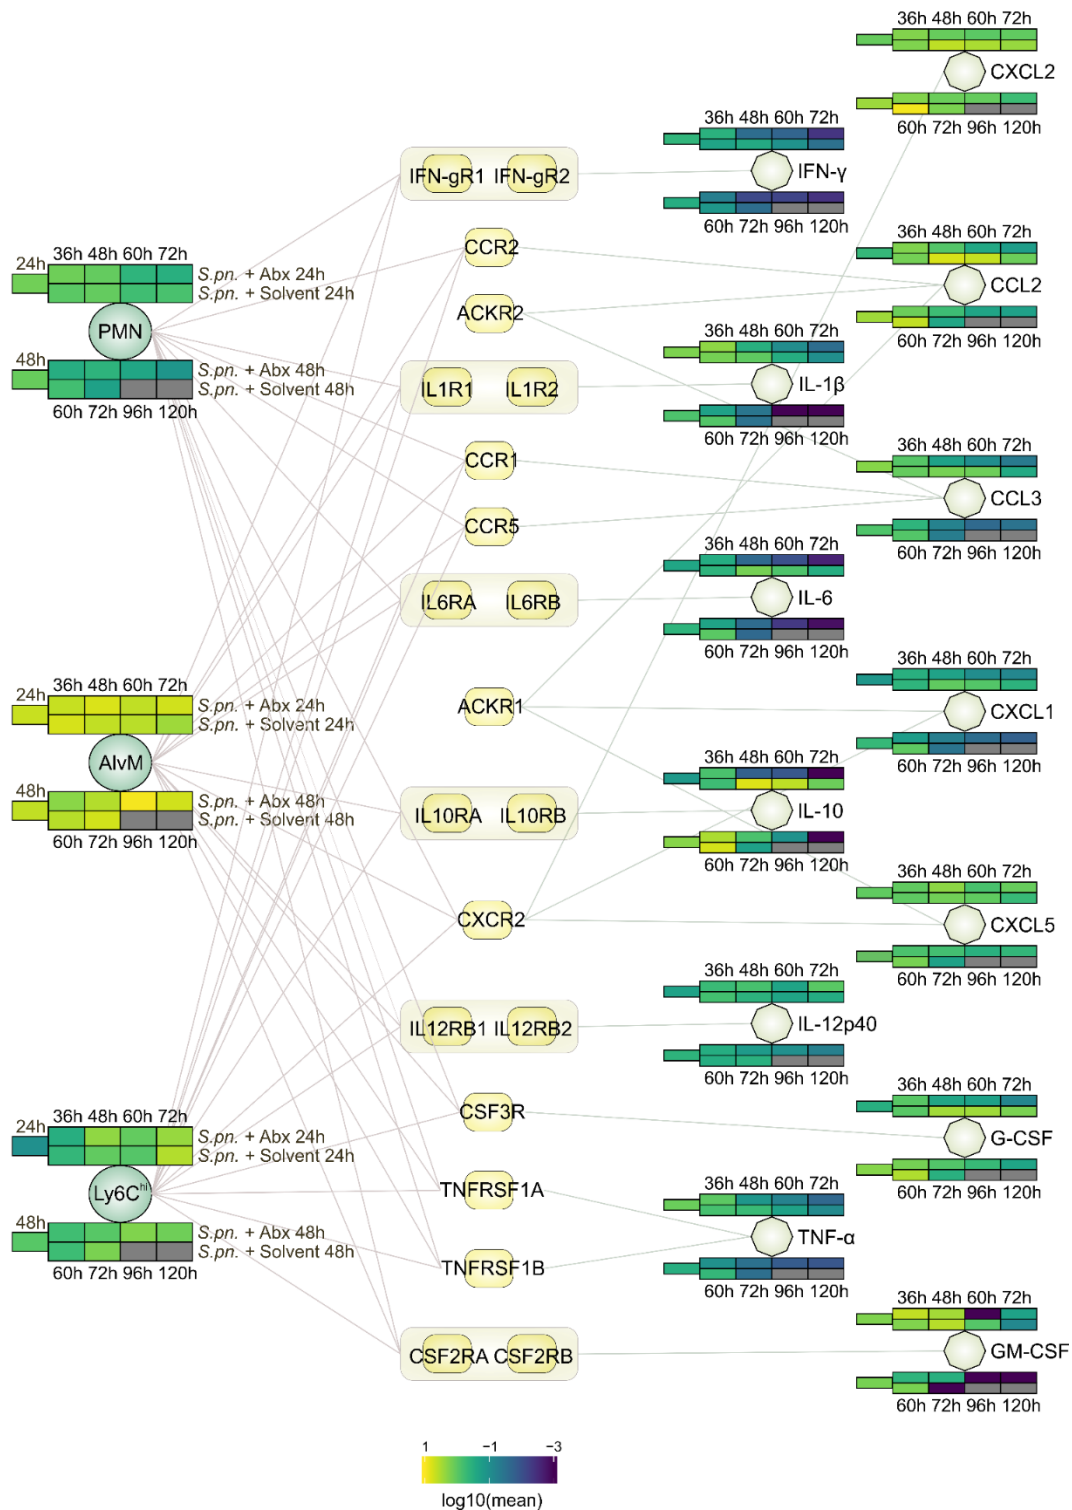 36h 48h 60h 72h
CXCL2
60h 72h 96h 120h
36h 48h 60h 72h
IFN-gR1 IFN-gR2
IFN-γ
60h 72h 96h 120h
36h 48h 60h 72h
CCR2
24h
36h 48h 60h 72h
S.pn. + Abx 24h
S.pn. + Solvent 24h
CCL2
60h 72h 96h 120h
ACKR2
PMN
36h 48h 60h 72h
48h
S.pn. + Abx 48h
S.pn. + Solvent 48h
60h 72h 96h 120h
IL1R1 IL1R2
IL-1β
60h 72h 96h 120h
36h 48h 60h 72h
CCR1
CCL3
60h 72h 96h 120h
CCR5
36h 48h 60h 72h
IL6RA IL6RB
IL-6
60h 72h 96h 120h
36h 48h 60h 72h
24h
36h 48h 60h 72h
S.pn. + Abx 24h
S.pn. + Solvent 24h
ACKR1
CXCL1
60h 72h 96h 120h
AlvM
36h 48h 60h 72h
48h
S.pn. + Abx 48h
S.pn. + Solvent 48h
60h 72h 96h 120h
IL10RA IL10RB
IL-10
60h 72h 96h 120h
36h 48h 60h 72h
CXCR2
CXCL5
60h 72h 96h 120h
36h 48h 60h 72h
IL12RB1 IL12RB2
IL-12p40
60h 72h 96h 120h
36h 48h 60h 72h
24h
36h 48h 60h 72h
S.pn. + Abx 24h
S.pn. + Solvent 24h
CSF3R
G-CSF
60h 72h 96h 120h
Ly6Chi
36h 48h 60h 72h
TNFRSF1A
48h
S.pn. + Abx 48h
S.pn. + Solvent 48h
60h 72h 96h 120h
TNF-α
TNFRSF1B
60h 72h 96h 120h
36h 48h 60h 72h
CSF2RA CSF2RB
GM-CSF
60h 72h 96h 120h
1 −1 −3
log10(mean)